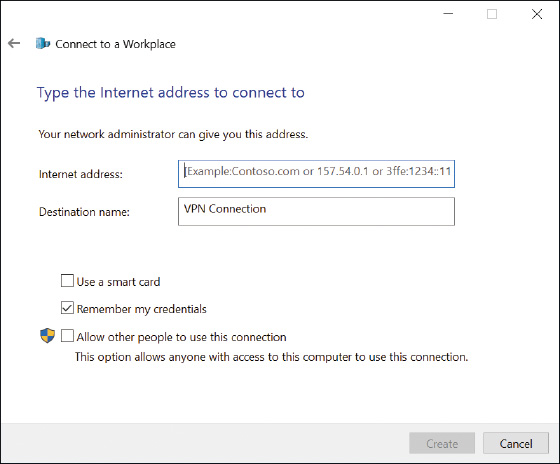 Connect to a Workplace
Type the Internet address to connect to
Your network administrator can give you this address.
Internet address: [Example:Contoso.com or 157.54.0.1 or 3ffe:1234::11
Destination name: VPN Connection
Use a smart card
Remember my credentials
Allow other people to use this connection
This option allows anyone with access to this computer to use this connection.
Create Cancel